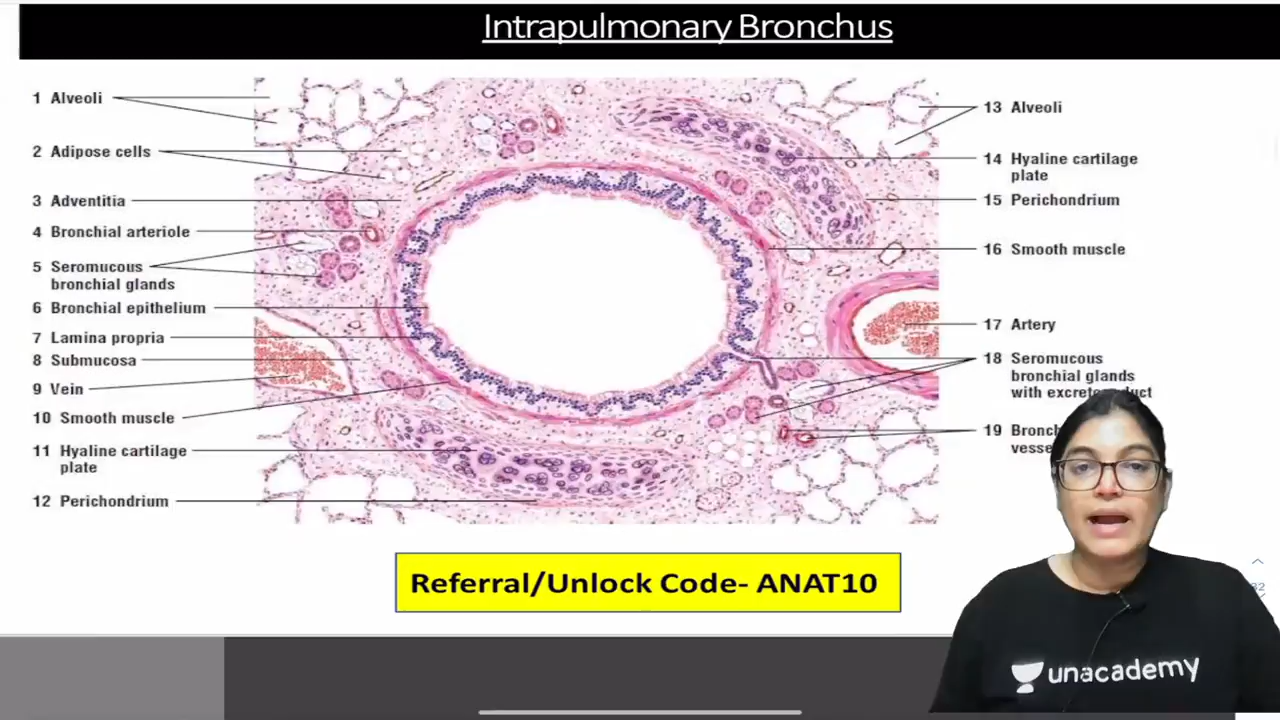 Intrapulmonary Bronchus
1 Alveoli
2 Adipose cells
3 Adventitia
4 Bronchial arteriole
5 Seromucous
bronchial glands
6 Bronchial epithelium
7 Lamina propria
8 Submucosa
9 Vein
10 Smooth muscle
11 Hyaline cartilage
plate
12 Perichondrium
13 Alveoli
14 Hyaline cartilage
plate
15 Perichondrium
16 Smooth muscle
17 Artery
18 Seromucous
bronchial glands
with
19
Referral/Unlock Code- ANAT10
unacademy